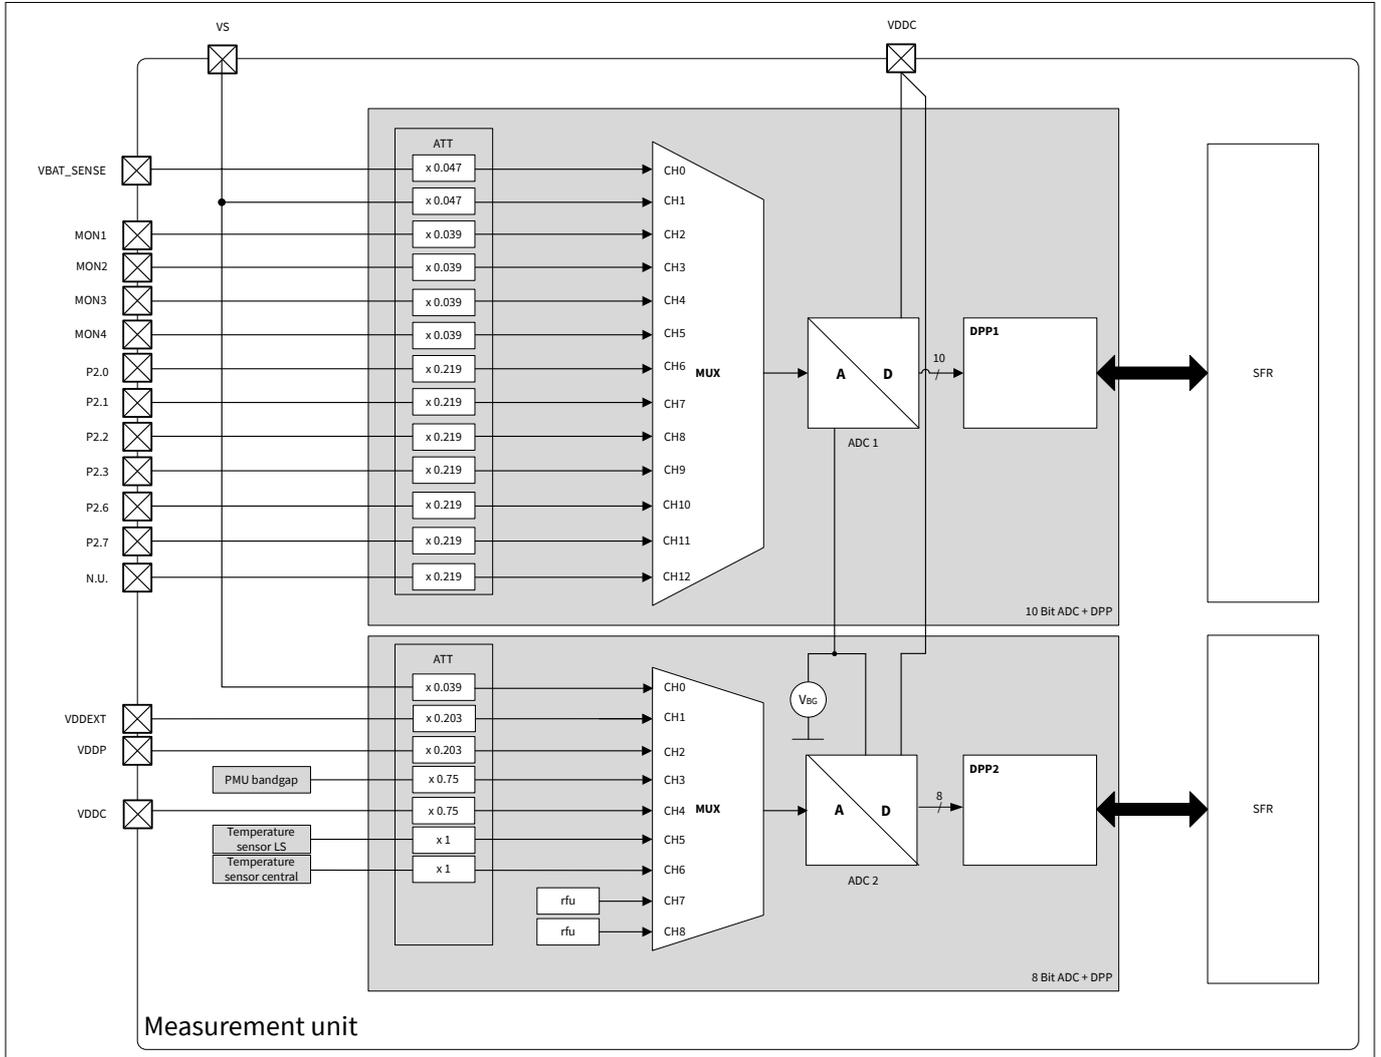 VS
VDDC
ATT
VBAT_SENSE
x 0.047
CH0
x 0.047
CH1
MON1
x 0.039
CH2
MON2
x 0.039
CH3
MON3
x 0.039
CH4
MON4
x 0.039
CH5
P2.0
x 0.219
CH6
MUX
A
D
10
DPP1
SFR
P2.1
x 0.219
CH7
P2.2
x 0.219
CH8
ADC 1
P2.3
x 0.219
CH9
P2.6
x 0.219
CH10
P2.7
x 0.219
CH11
N.U.
x 0.219
CH12
10 Bit ADC + DPP
ATT
x 0.039
CH0
VBG
VDDEXT
x 0.203
CH1
VDDP
x 0.203
CH2
PMU bandgap
x 0.75
CH3
VDDC
x 0.75
CH4
MUX
A
D
8
DPP2
SFR
Temperature
sensor LS
x 1
CH5
Temperature
sensor central
x 1
CH6
ADC 2
rfu
CH7
rfu
CH8
8 Bit ADC + DPP
Measurement unit